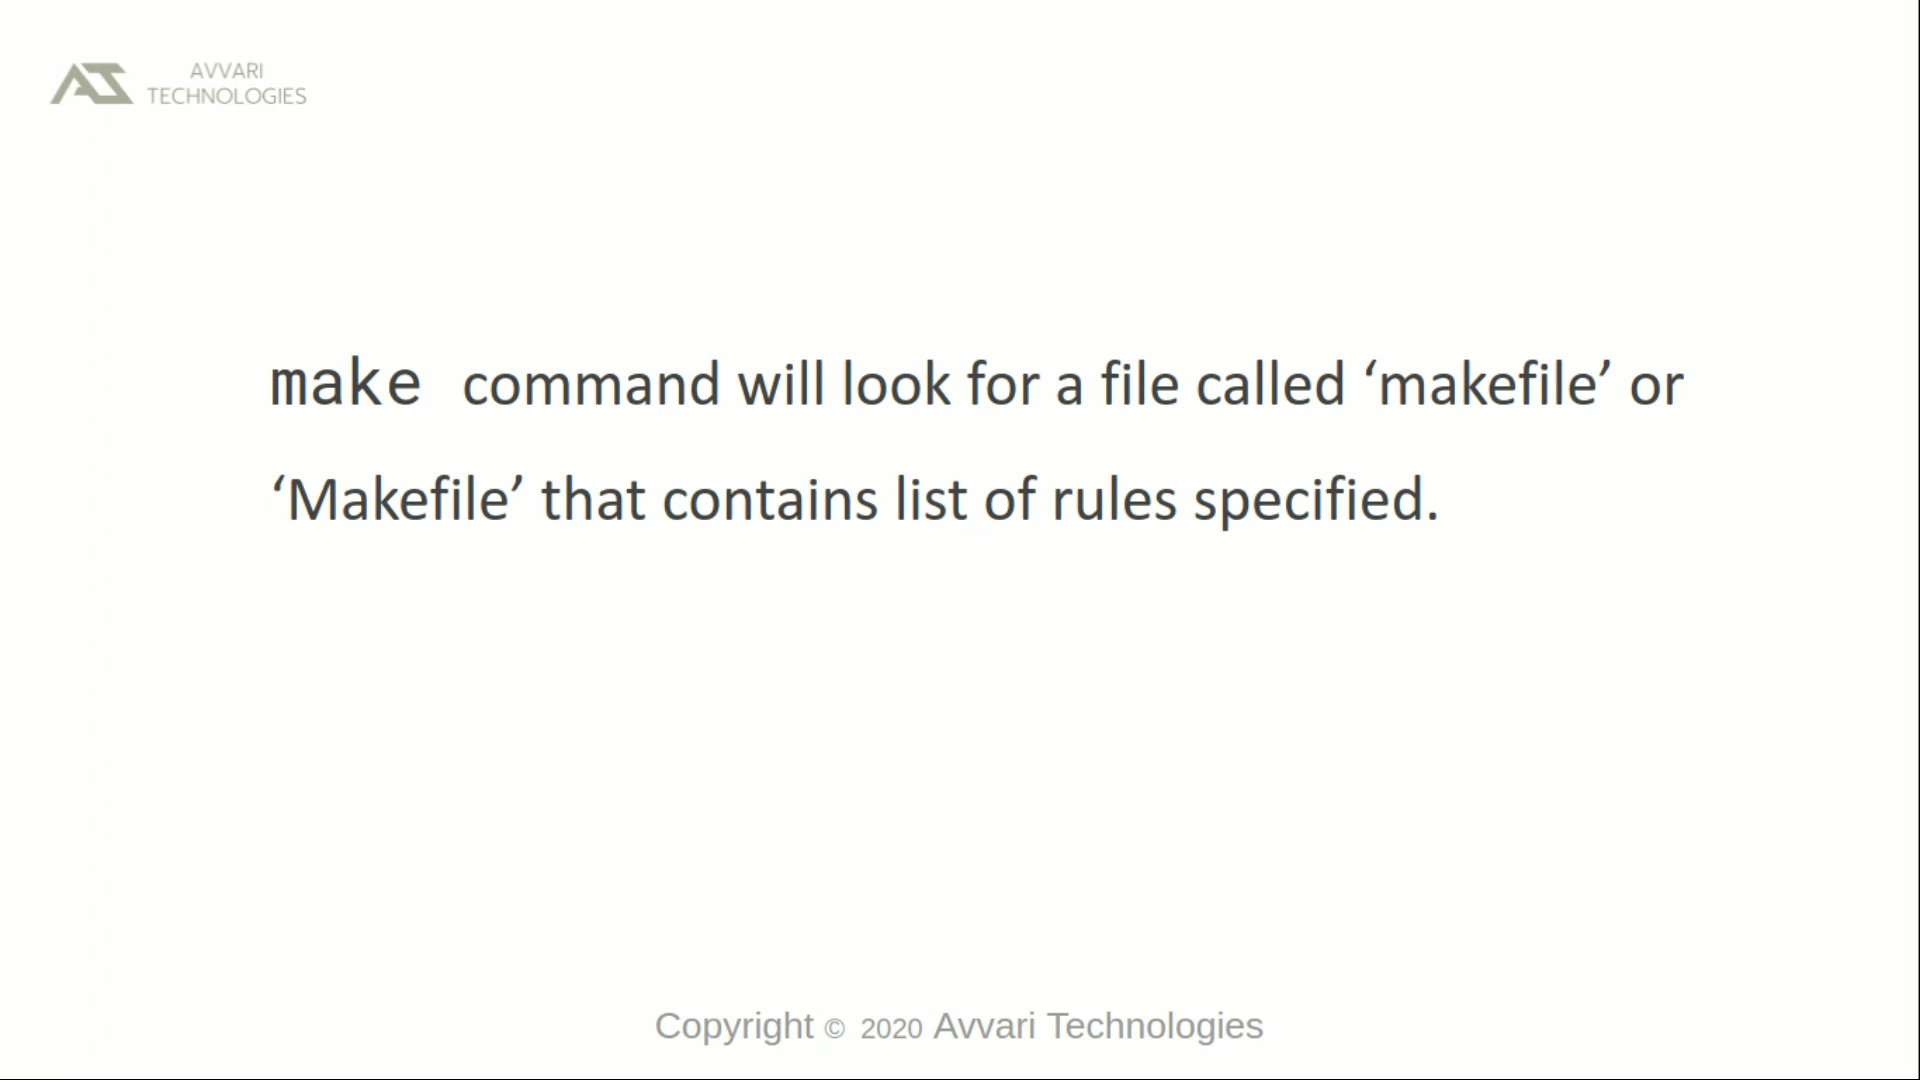 AVVARI
TECHNOLOGIES
make command will look for a file called ‘makefile’ or
‘Makefile’ that contains list of rules specified.
Copyright © 2020 Avvari Technologies